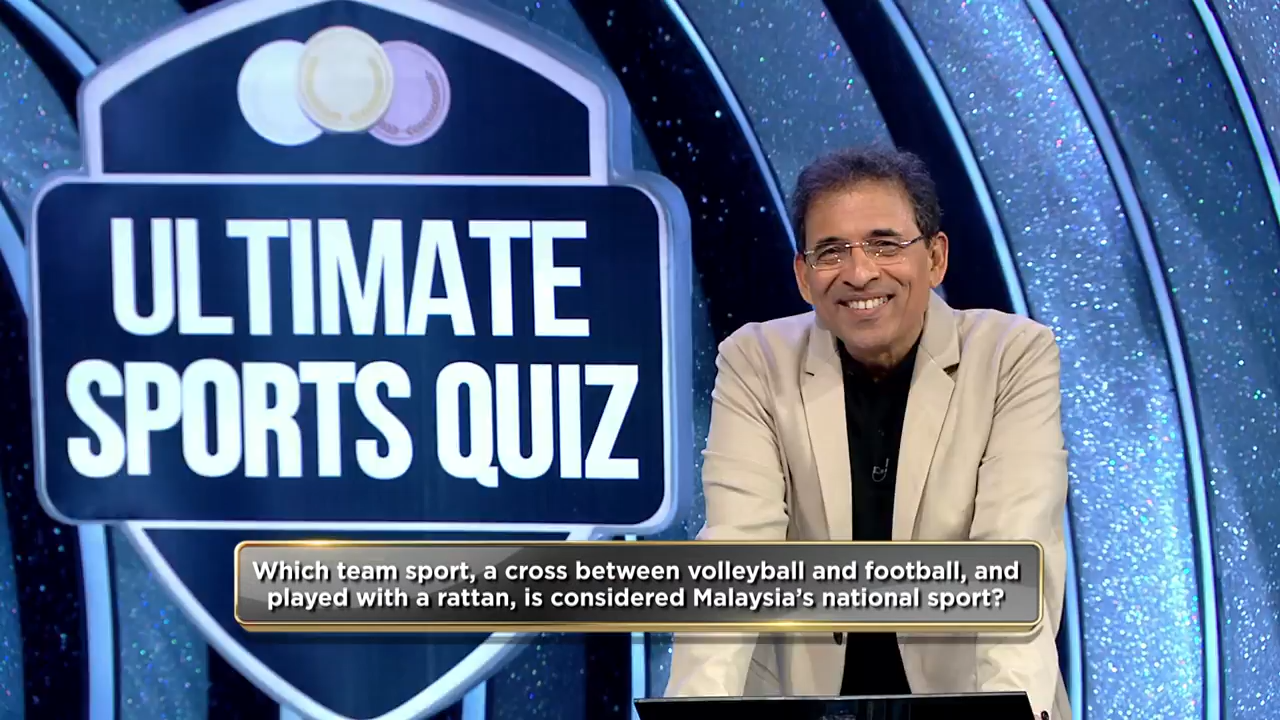 ULTIMATE
SPORTS QUIZ
Which team sport, a cross between volleyball and football, and
played with a rattan, is considered Malaysia's national sport?